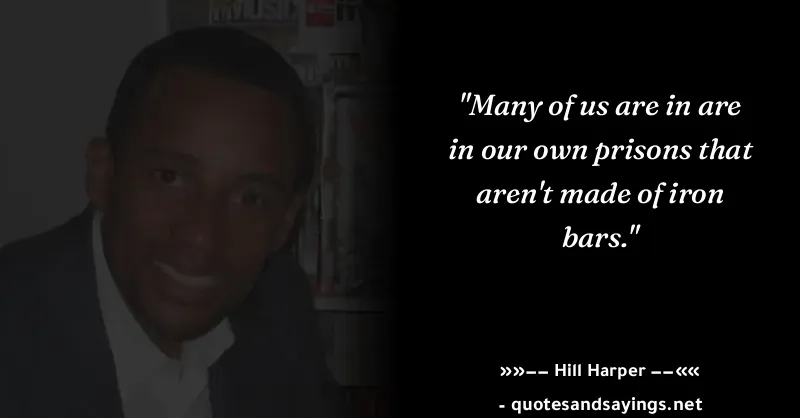 MUSIC
"Many of us are in are
in our own prisons that
aren't made of iron
bars."
»»−− Hill Harper −−««
- quotesandsayings.net